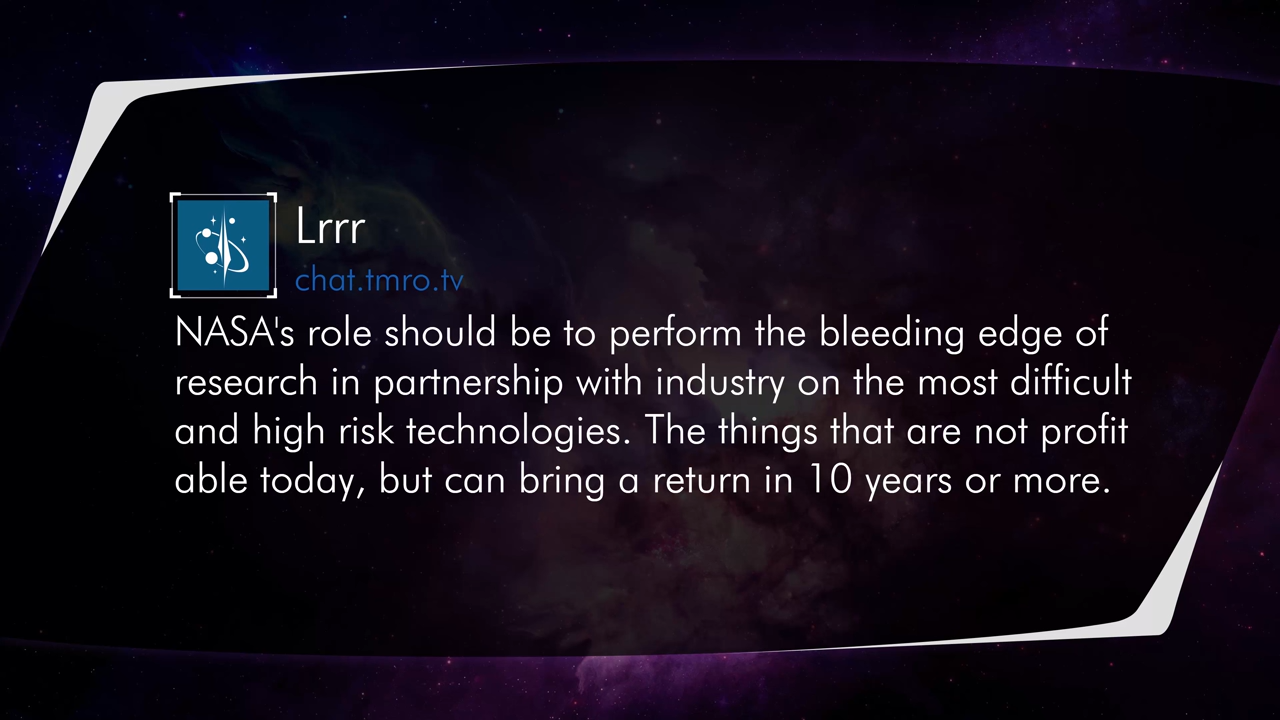 Lrrr
chat.tmro.tv
NASA's role should be to perform the bleeding edge of
research in partnership with industry on the most difficult
and high risk technologies. The things that are not profit
able today, but can bring a return in 10 years or more.